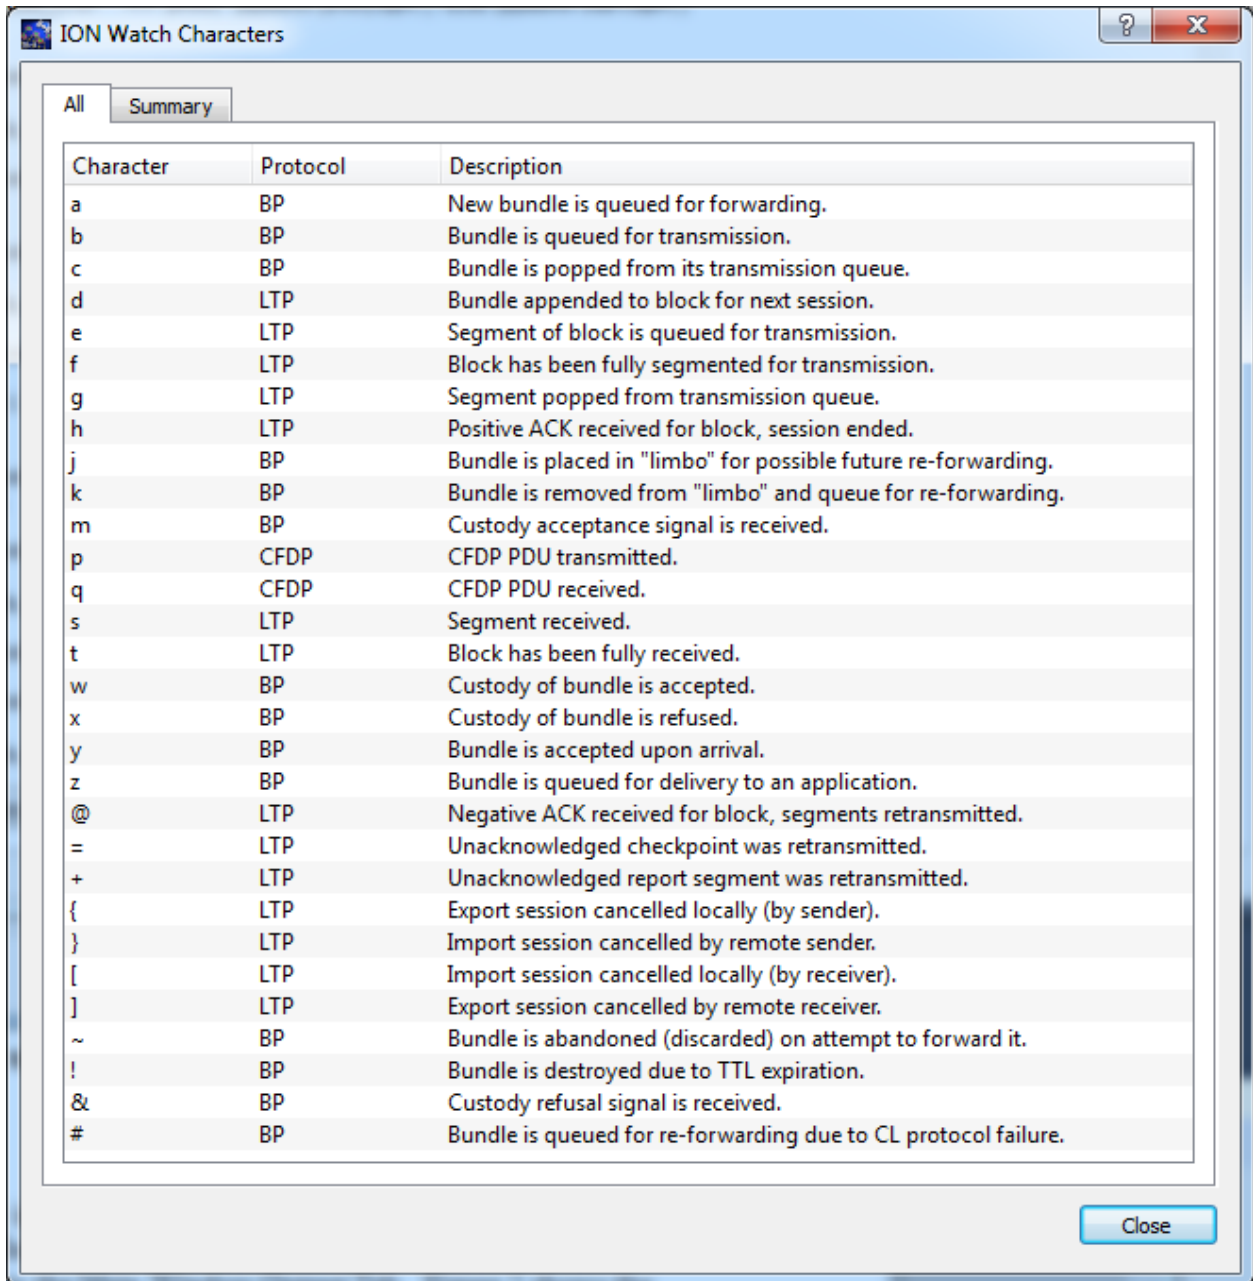 ION Watch Characters
All Summary
Character Protocol Description
a BP New bundle is queued for forwarding.
b BP Bundle is queued for transmission.
c BP Bundle is popped from its transmission queue.
d LTP Bundle appended to block for next session.
e LTP Segment of block is queued for transmission.
f LTP Block has been fully segmented for transmission.
g LTP Segment popped from transmission queue.
h LTP Positive ACK received for block, session ended.
j BP Bundle is placed in "limbo" for possible future re-forwarding.
k BP Bundle is removed from "limbo" and queue for re-forwarding.
m BP Custody acceptance signal is received.
p CFDP CFDP PDU transmitted.
q CFDP CFDP PDU received.
s LTP Segment received.
t LTP Block has been fully received.
w BP Custody of bundle is accepted.
x BP Custody of bundle is refused.
y BP Bundle is accepted upon arrival.
z BP Bundle is queued for delivery to an application.
@ LTP Negative ACK received for block, segments retransmitted.
= LTP Unacknowledged checkpoint was retransmitted.
+ LTP Unacknowledged report segment was retransmitted.
{ LTP Export session cancelled locally (by sender).
} LTP Import session cancelled by remote sender.
[ LTP Import session cancelled locally (by receiver).
] LTP Export session cancelled by remote receiver.
~ BP Bundle is abandoned (discarded) on attempt to forward it.
! BP Bundle is destroyed due to TTL expiration.
& BP Custody refusal signal is received.
# BP Bundle is queued for re-forwarding due to CL protocol failure.
Close